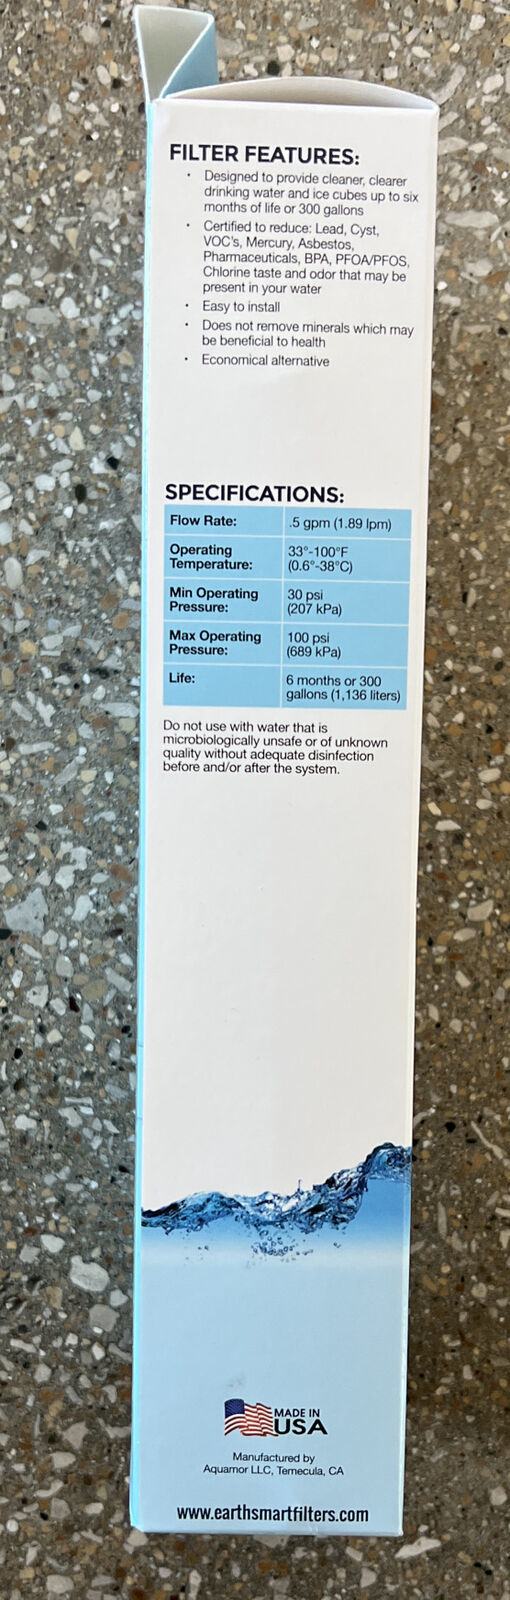 FILTER FEATURES:
• Designed to provide cleaner, clearer
drinking water and ice cubes up to six
months of life or 300 gallons
• Certified to reduce: Lead, Cyst,
VOC's, Mercury, Asbestos,
Pharmaceuticals, BPA, PFOA/PFOS,
Chlorine taste and odor that may be
present in your water
• Easy to install
• Does not remove minerals which may
be beneficial to health
• Economical alternative
SPECIFICATIONS:
Flow Rate: .5 gpm (1.89 lpm)
Operating 33°-100°F
Temperature: (0.6°-38°C)
Min Operating 30 psi
Pressure: (207 kPa)
Max Operating 100 psi
Pressure: (689 kPa)
Life: 6 months or 300
gallons (1,136 liters)
Do not use with water that is
microbiologically unsafe or of unknown
quality without adequate disinfection
before and/or after the system.
MADE IN
USA
Manufactured by
Aquamor LLC, Temecula, CA
www.earthsmartfilters.com